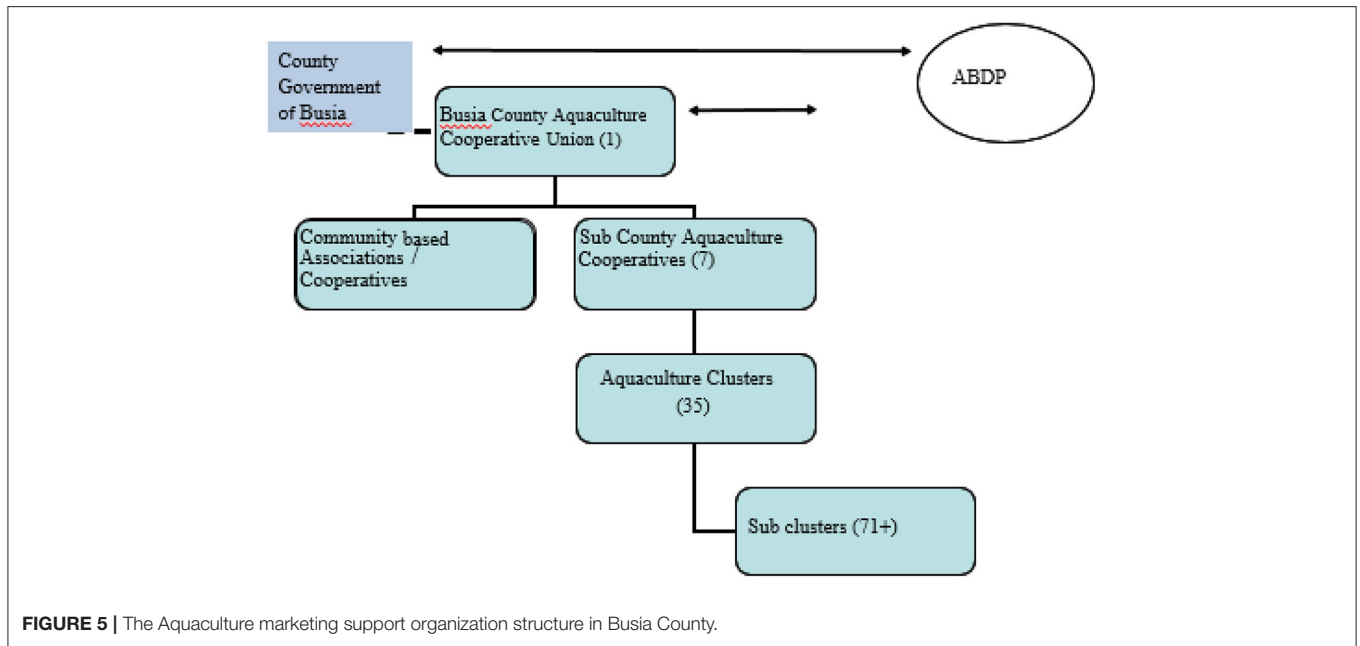 County
Government
of Busia
ABDP
Busia County Aquaculture
Cooperative Union (1)
Community based
Associations /
Cooperatives
Sub County Aquaculture
Cooperatives (7)
Aquaculture Clusters
(35)
Sub clusters (71+)
FIGURE 5 | The Aquaculture marketing support organization structure in Busia County.